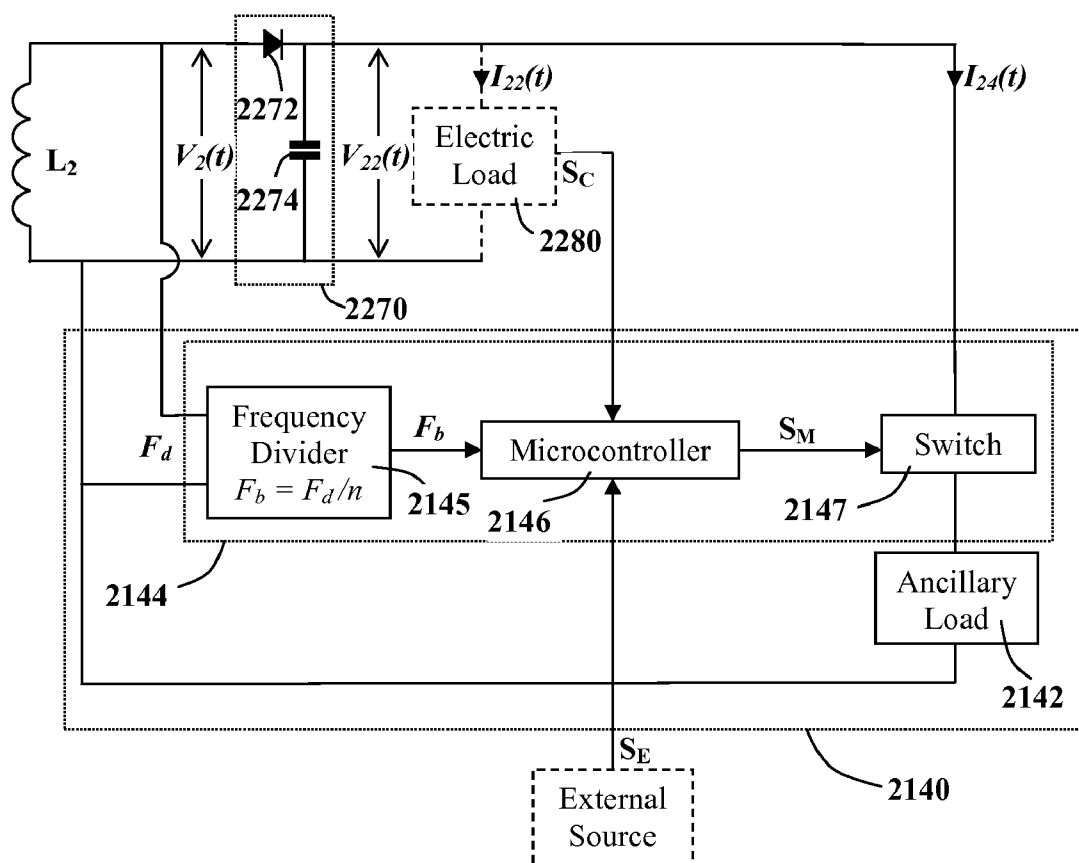 I22(t)
I24(t)
2272
Electric
Load
L2
V2(t)
V22(t)
SC
2274
2280
2270
Frequency
Divider
Fb = Fd/n
Fd
Fb
Microcontroller
SM
Switch
2145
2146
2147
2144
Ancillary
Load
2142
SE
2140
External
Source